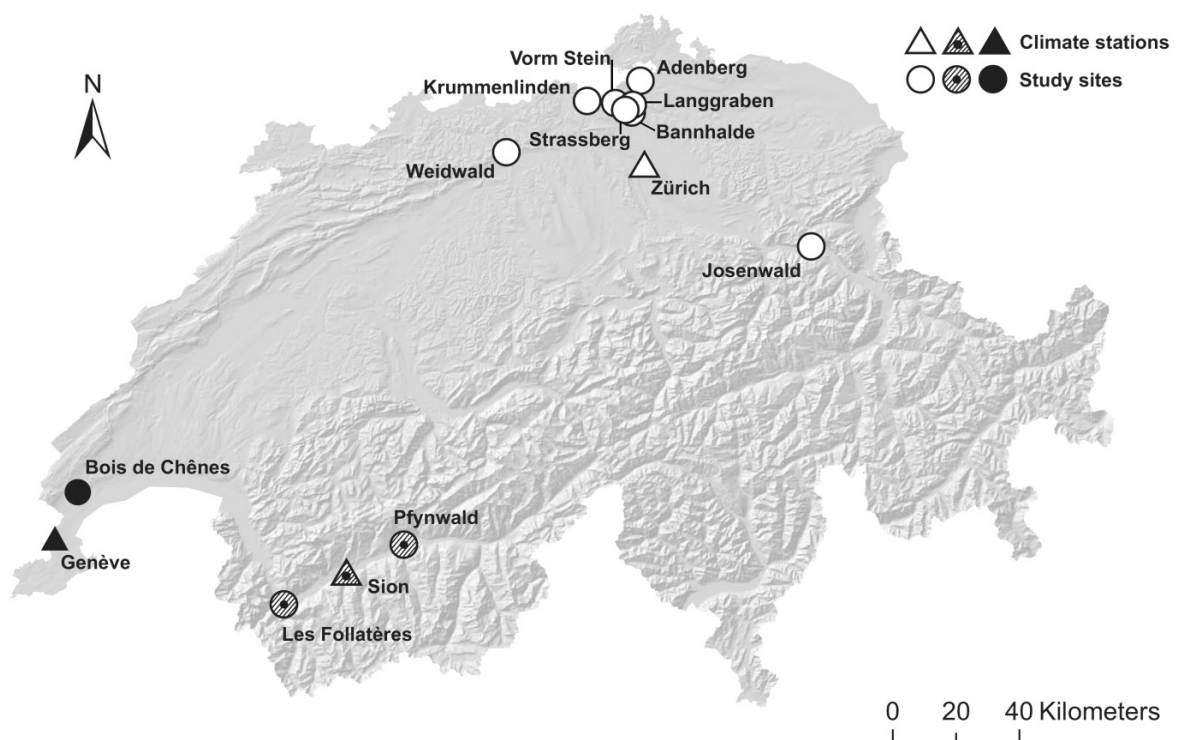 N
Climate stations
Study sites
Vorm Stein
Adenberg
Krummenlinden
Langgraben
Strassberg
Bannhalde
Weidwald
Zürich
Josenwald
Bois de Chênes
Genève
Pfynwald
Sion
Les Follatères
0 20 40 Kilometers